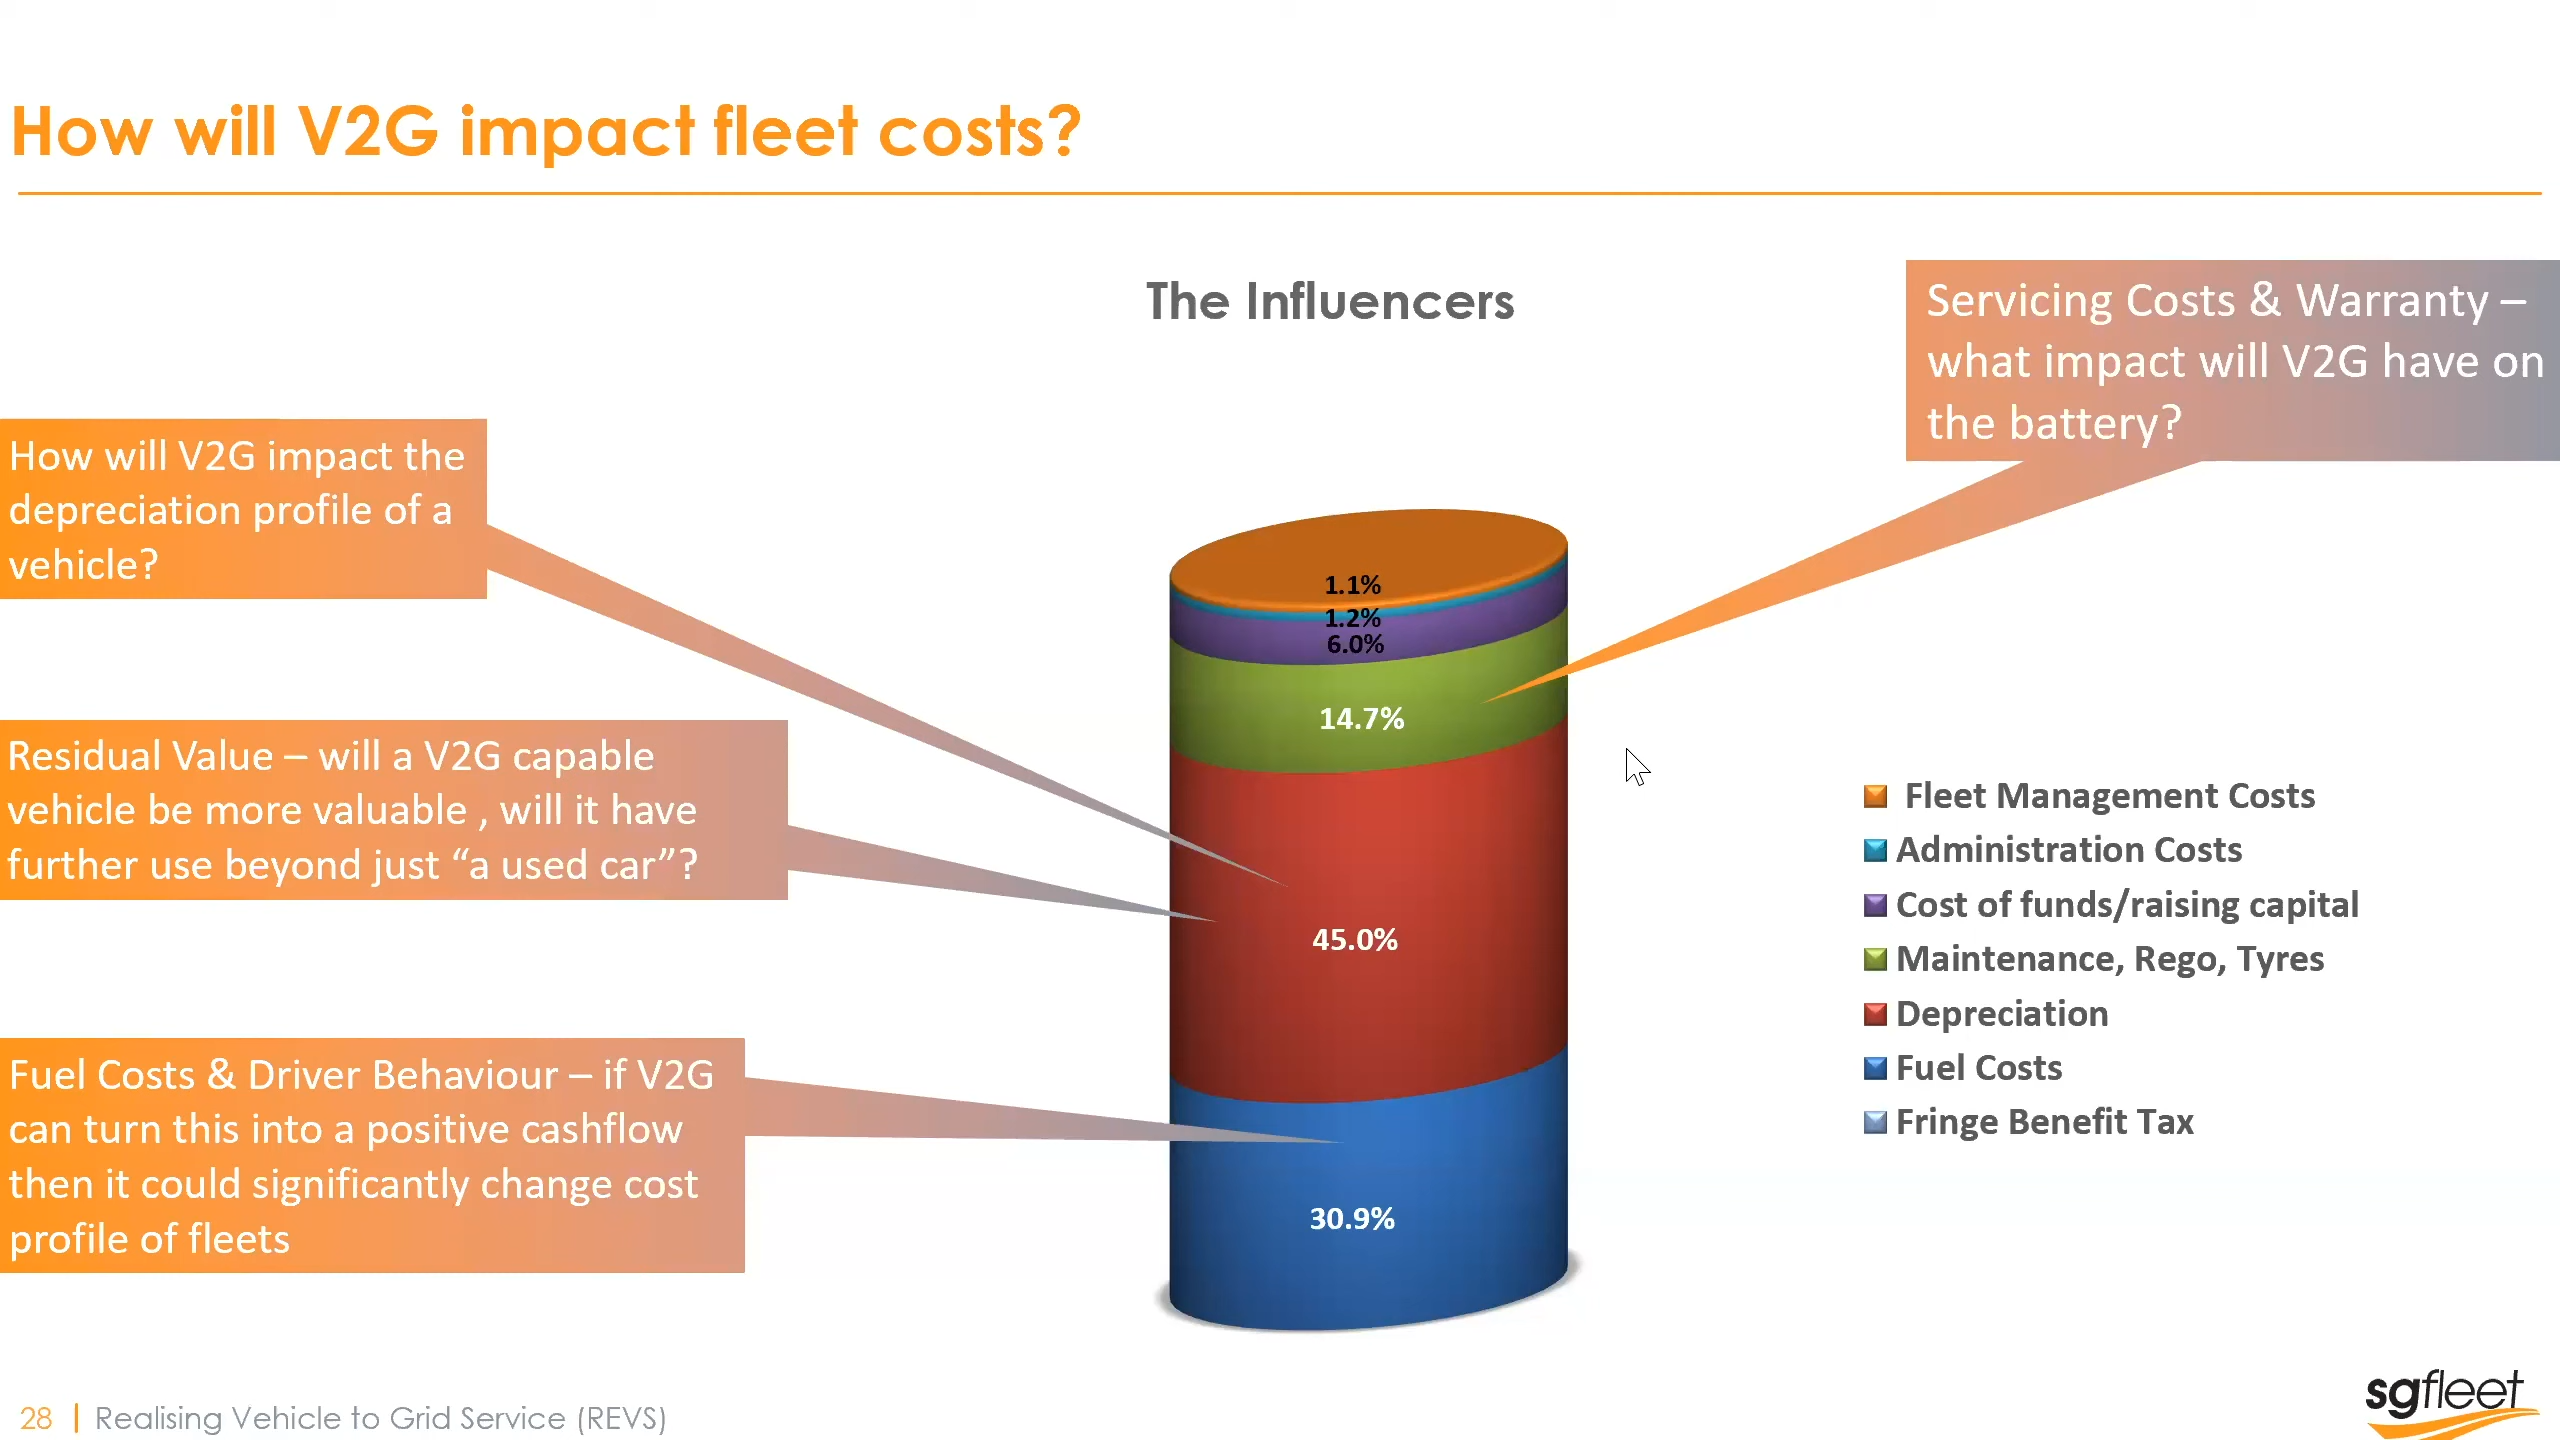 How will V2G impact fleet costs?
The Influencers
Servicing Costs & Warranty –
what impact will V2G have on
the battery?
How will V2G impact the
depreciation profile of a
vehicle?
Residual Value – will a V2G capable
vehicle be more valuable , will it have
further use beyond just “a used car”?
Fuel Costs & Driver Behaviour – if V2G
can turn this into a positive cashflow
then it could significantly change cost
profile of fleets
1.1%
1.2%
6.0%
14.7%
45.0%
30.9%
Fleet Management Costs
Administration Costs
Cost of funds/raising capital
Maintenance, Rego, Tyres
Depreciation
Fuel Costs
Fringe Benefit Tax
28 | Realising Vehicle to Grid Service (REVS)
sgfleet